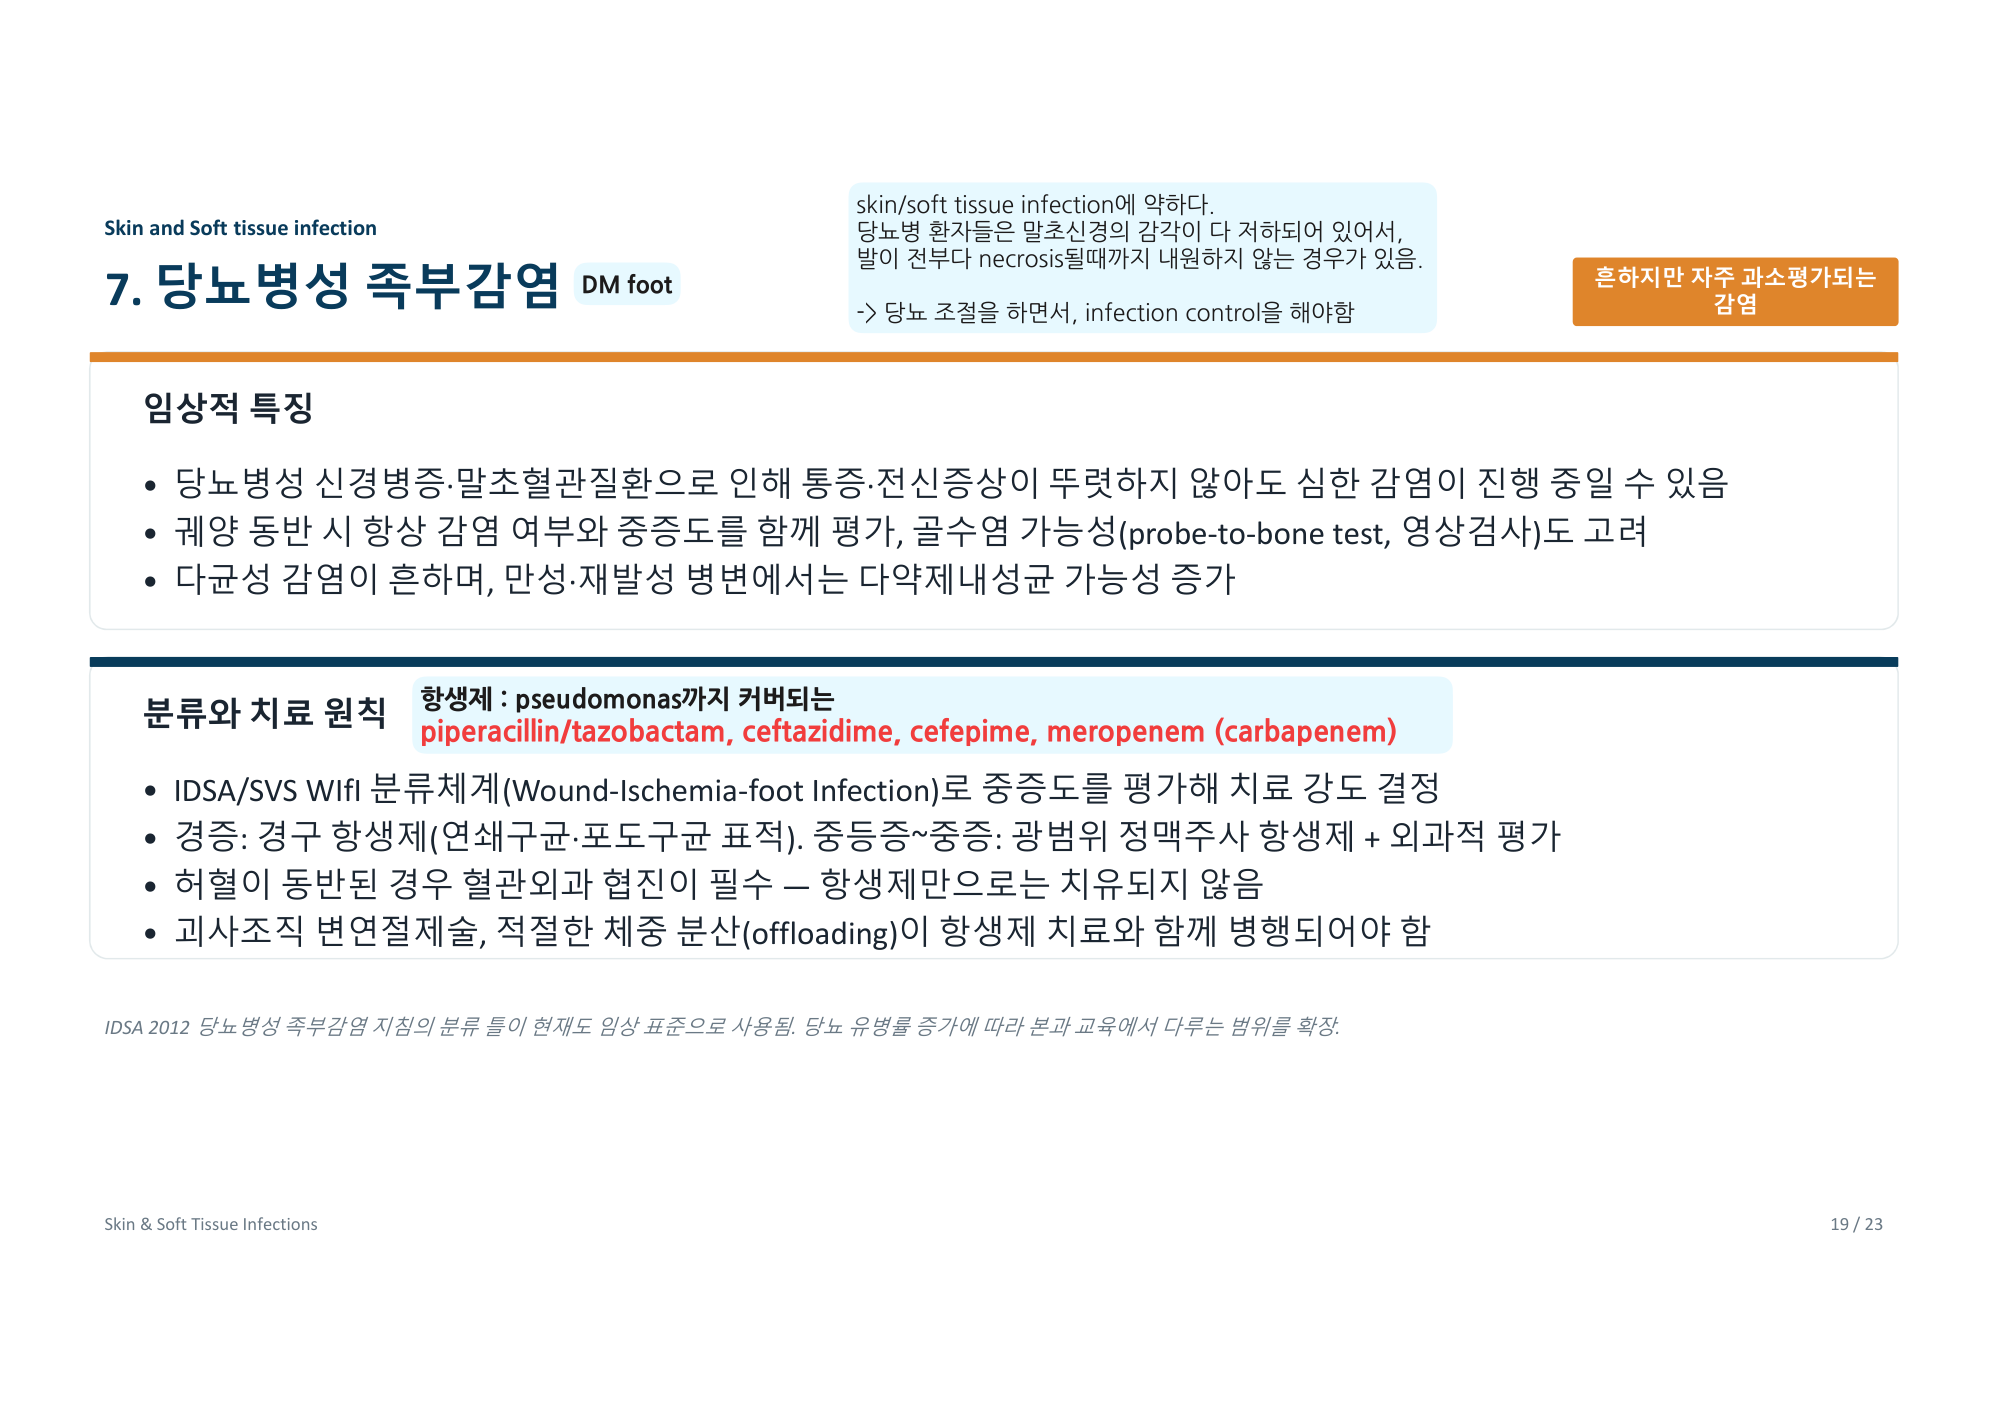 Skin and Soft tissue infection
7. 당뇨병성 족부감염
DM foot
skin/soft tissue infection에 약하다.
당뇨병 환자들은 말초신경의 감각이 다 저하되어 있어서,
발이 전부다 necrosis될때까지 내원하지 않는 경우가 있음.
-> 당뇨 조절을 하면서, infection control을 해야함
흔하지만 자주 과소평가되는
감염
임상적 특징
• 당뇨병성 신경병증·말초혈관질환으로 인해 통증·전신증상이 뚜렷하지 않아도 심한 감염이 진행 중일 수 있음
• 궤양 동반 시 항상 감염 여부와 중증도를 함께 평가, 골수염 가능성(probe-to-bone test, 영상검사)도 고려
• 다균성 감염이 흔하며, 만성·재발성 병변에서는 다약제내성균 가능성 증가
분류와 치료 원칙
항생제 : pseudomonas까지 커버되는
piperacillin/tazobactam, ceftazidime, cefepime, meropenem (carbapenem)
• IDSA/SVS WIfI 분류체계(Wound-Ischemia-foot Infection)로 중증도를 평가해 치료 강도 결정
• 경증: 경구 항생제(연쇄구균·포도구균 표적). 중등증~중증: 광범위 정맥주사 항생제 + 외과적 평가
• 허혈이 동반된 경우 혈관외과 협진이 필수 — 항생제만으로는 치유되지 않음
• 괴사조직 변연절제술, 적절한 체중 분산(offloading)이 항생제 치료와 함께 병행되어야 함
IDSA 2012 당뇨병성 족부감염 지침의 분류 틀이 현재도 임상 표준으로 사용됨. 당뇨 유병률 증가에 따라 본과 교육에서 다루는 범위를 확장.
Skin & Soft Tissue Infections
19 / 23